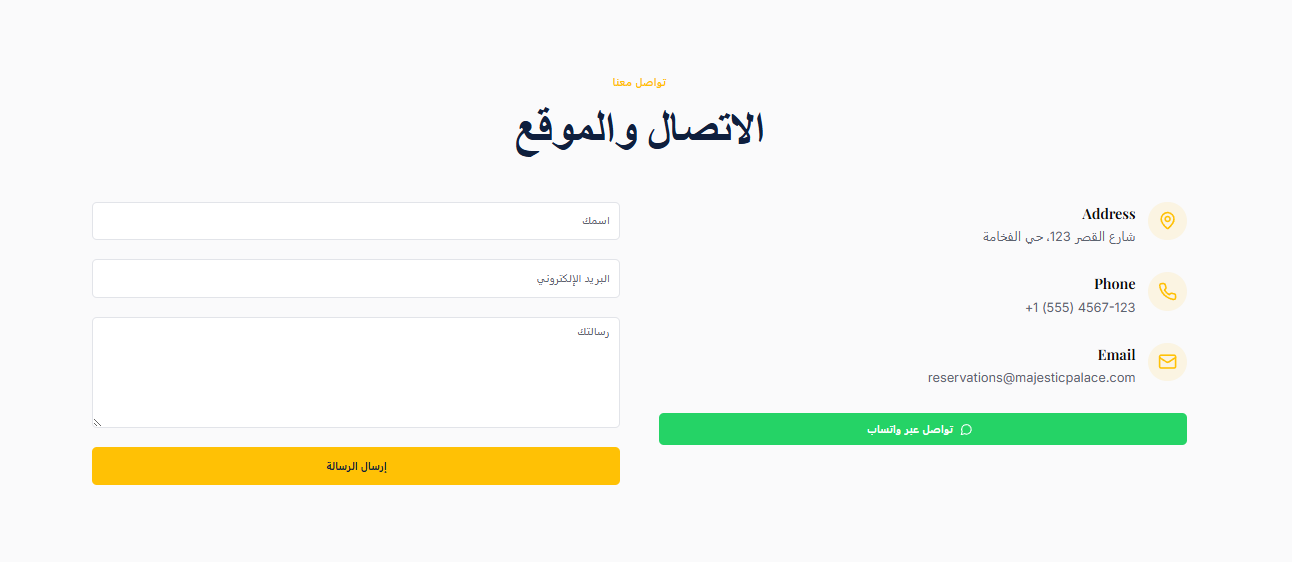 تواصل معنا
الاتصال والموقع
Address
شارع القصر 123، حي الفخامة
Phone
+1 (555) 4567-123
Email
reservations@majesticpalace.com
تواصل عبر واتساب
اسمك
البريد الإلكتروني
رسالتك
إرسال الرسالة